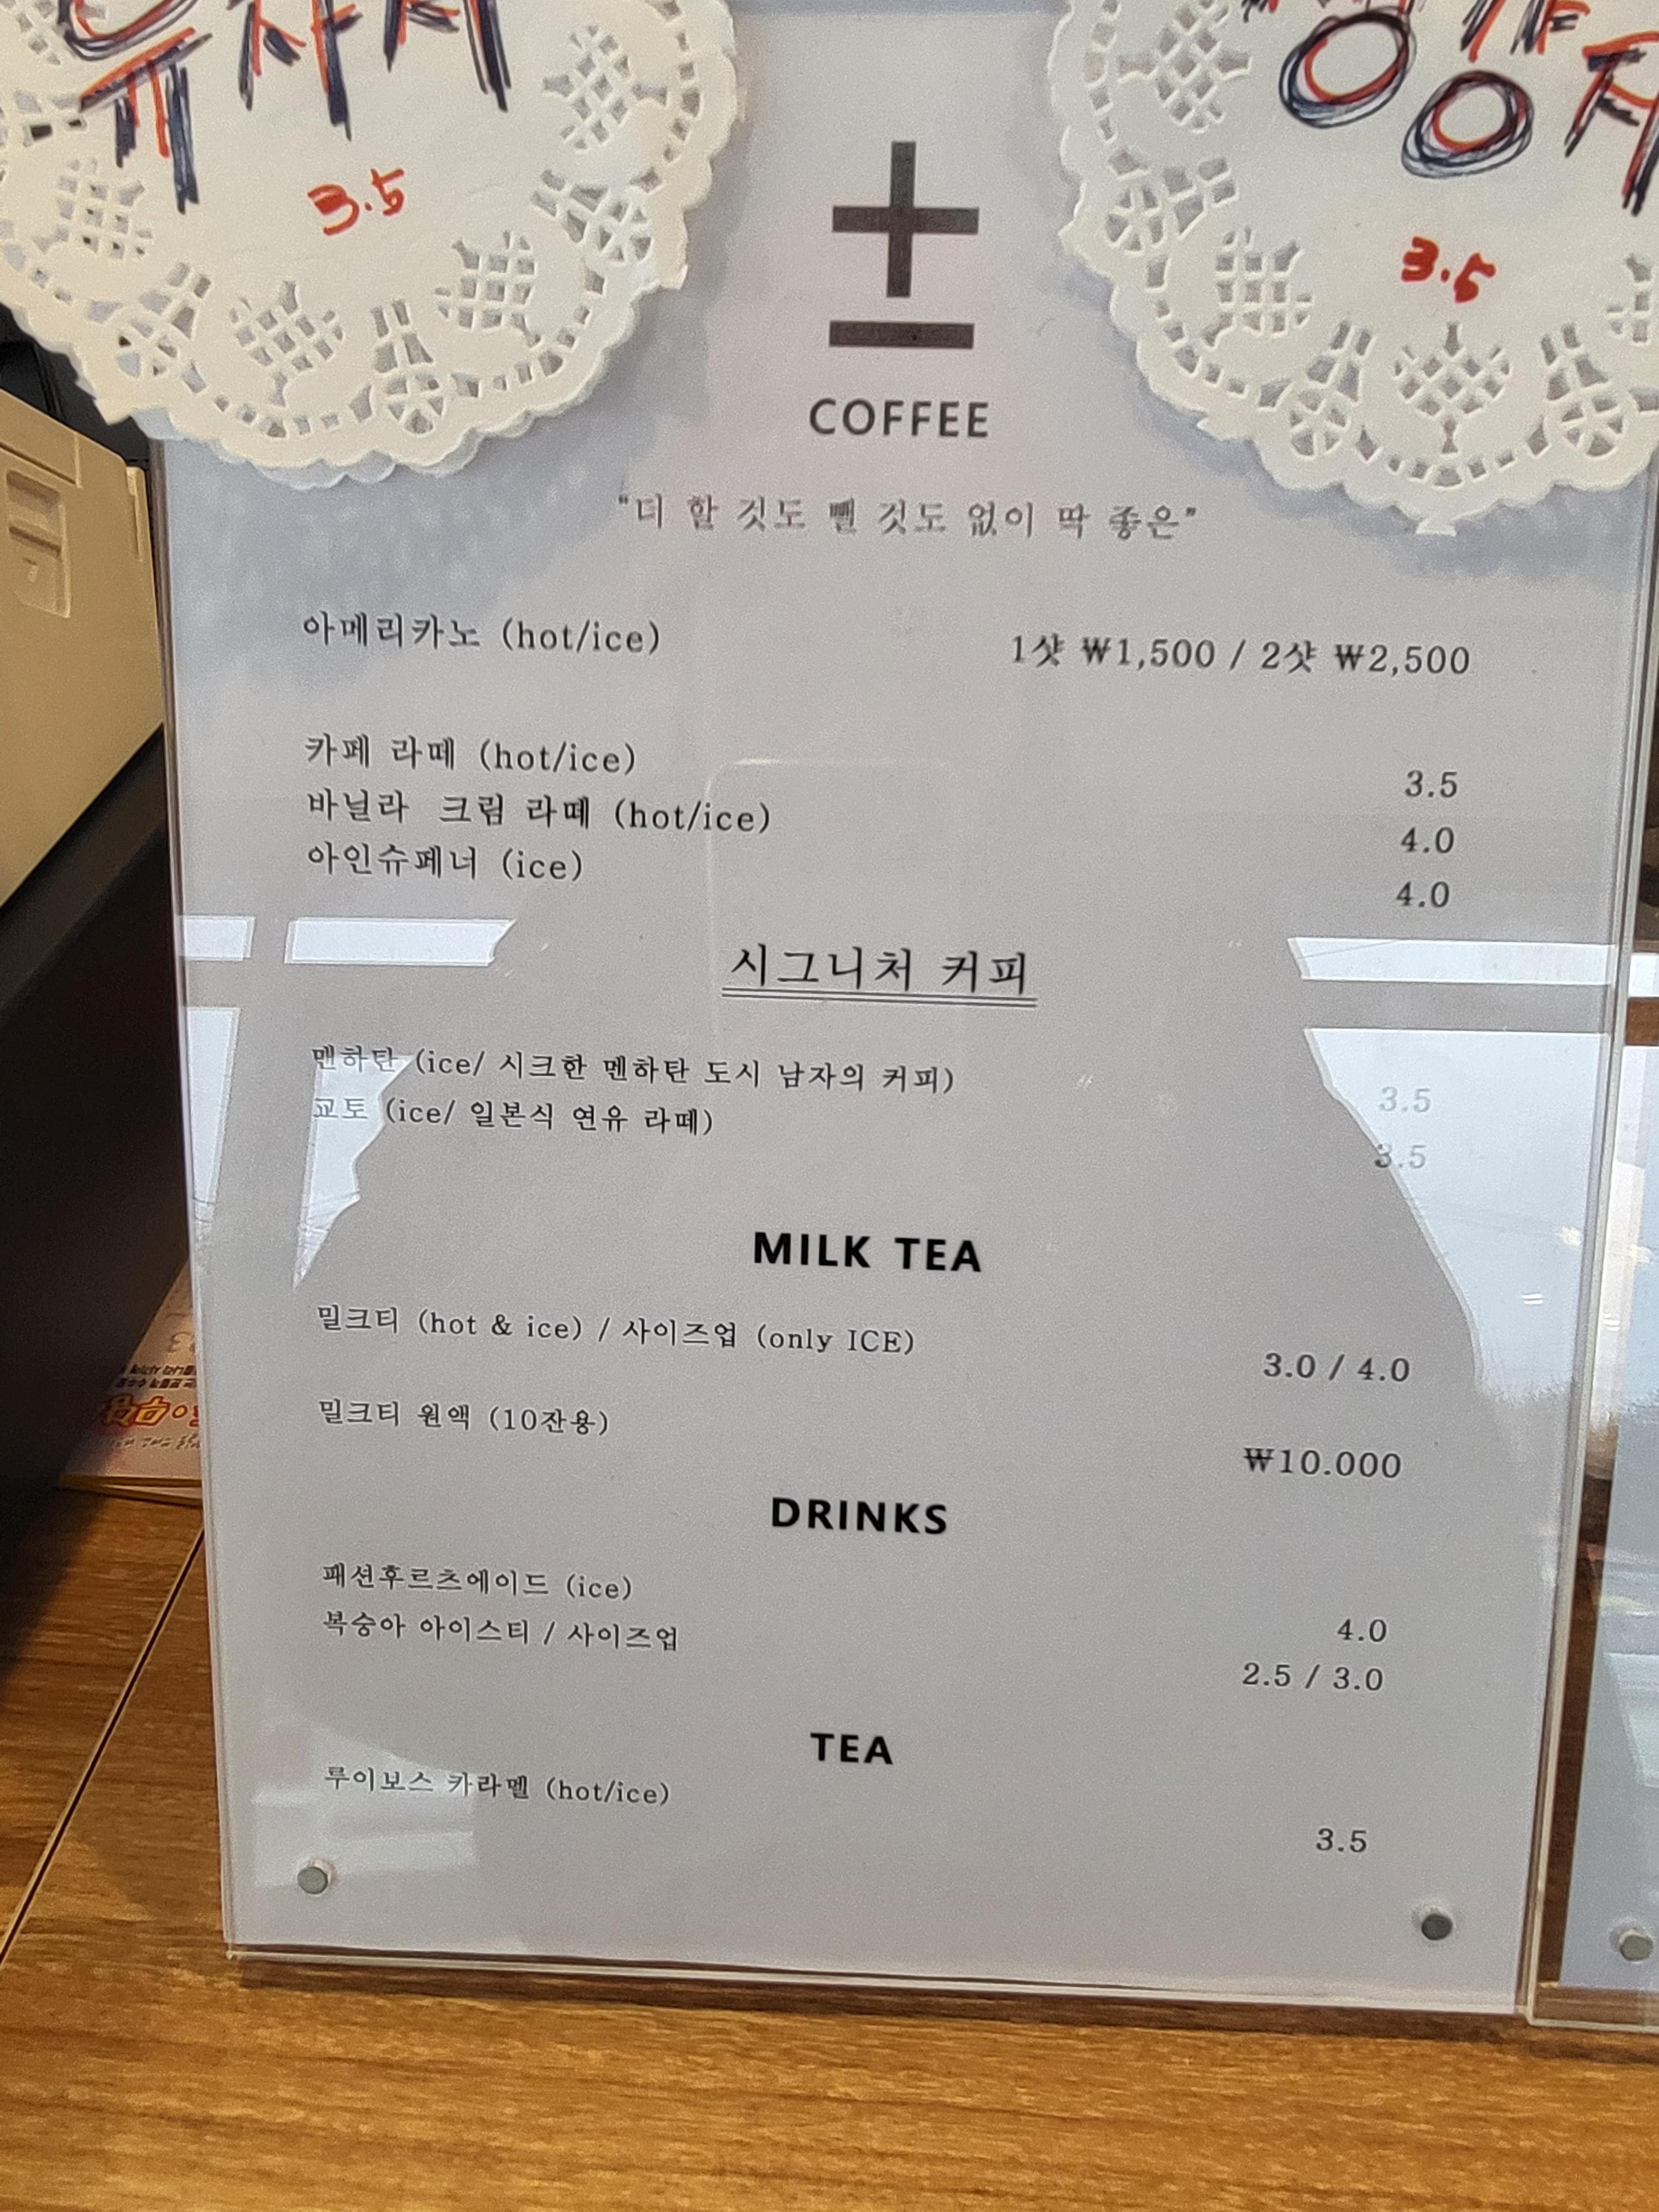 유자차
3.5
3.5
±
COFFEE
"더 할 것도 뺄 것도 없이 딱 좋은"
아메리카노 (hot/ice) 1샷 ₩1,500 / 2샷 ₩2,500
카페 라떼 (hot/ice) 3.5
바닐라 크림 라떼 (hot/ice) 4.0
아인슈페너 (ice) 4.0
시그니처 커피
맨하탄 (ice/ 시크한 멘하탄 도시 남자의 커피) 3.5
교토 (ice/ 일본식 연유 라떼) 3.5
MILK TEA
밀크티 (hot & ice) / 사이즈업 (only ICE) 3.0 / 4.0
밀크티 원액 (10잔용) ₩10.000
DRINKS
패션후르츠에이드 (ice) 4.0
복숭아 아이스티 / 사이즈업 2.5 / 3.0
TEA
루이보스 카라멜 (hot/ice) 3.5